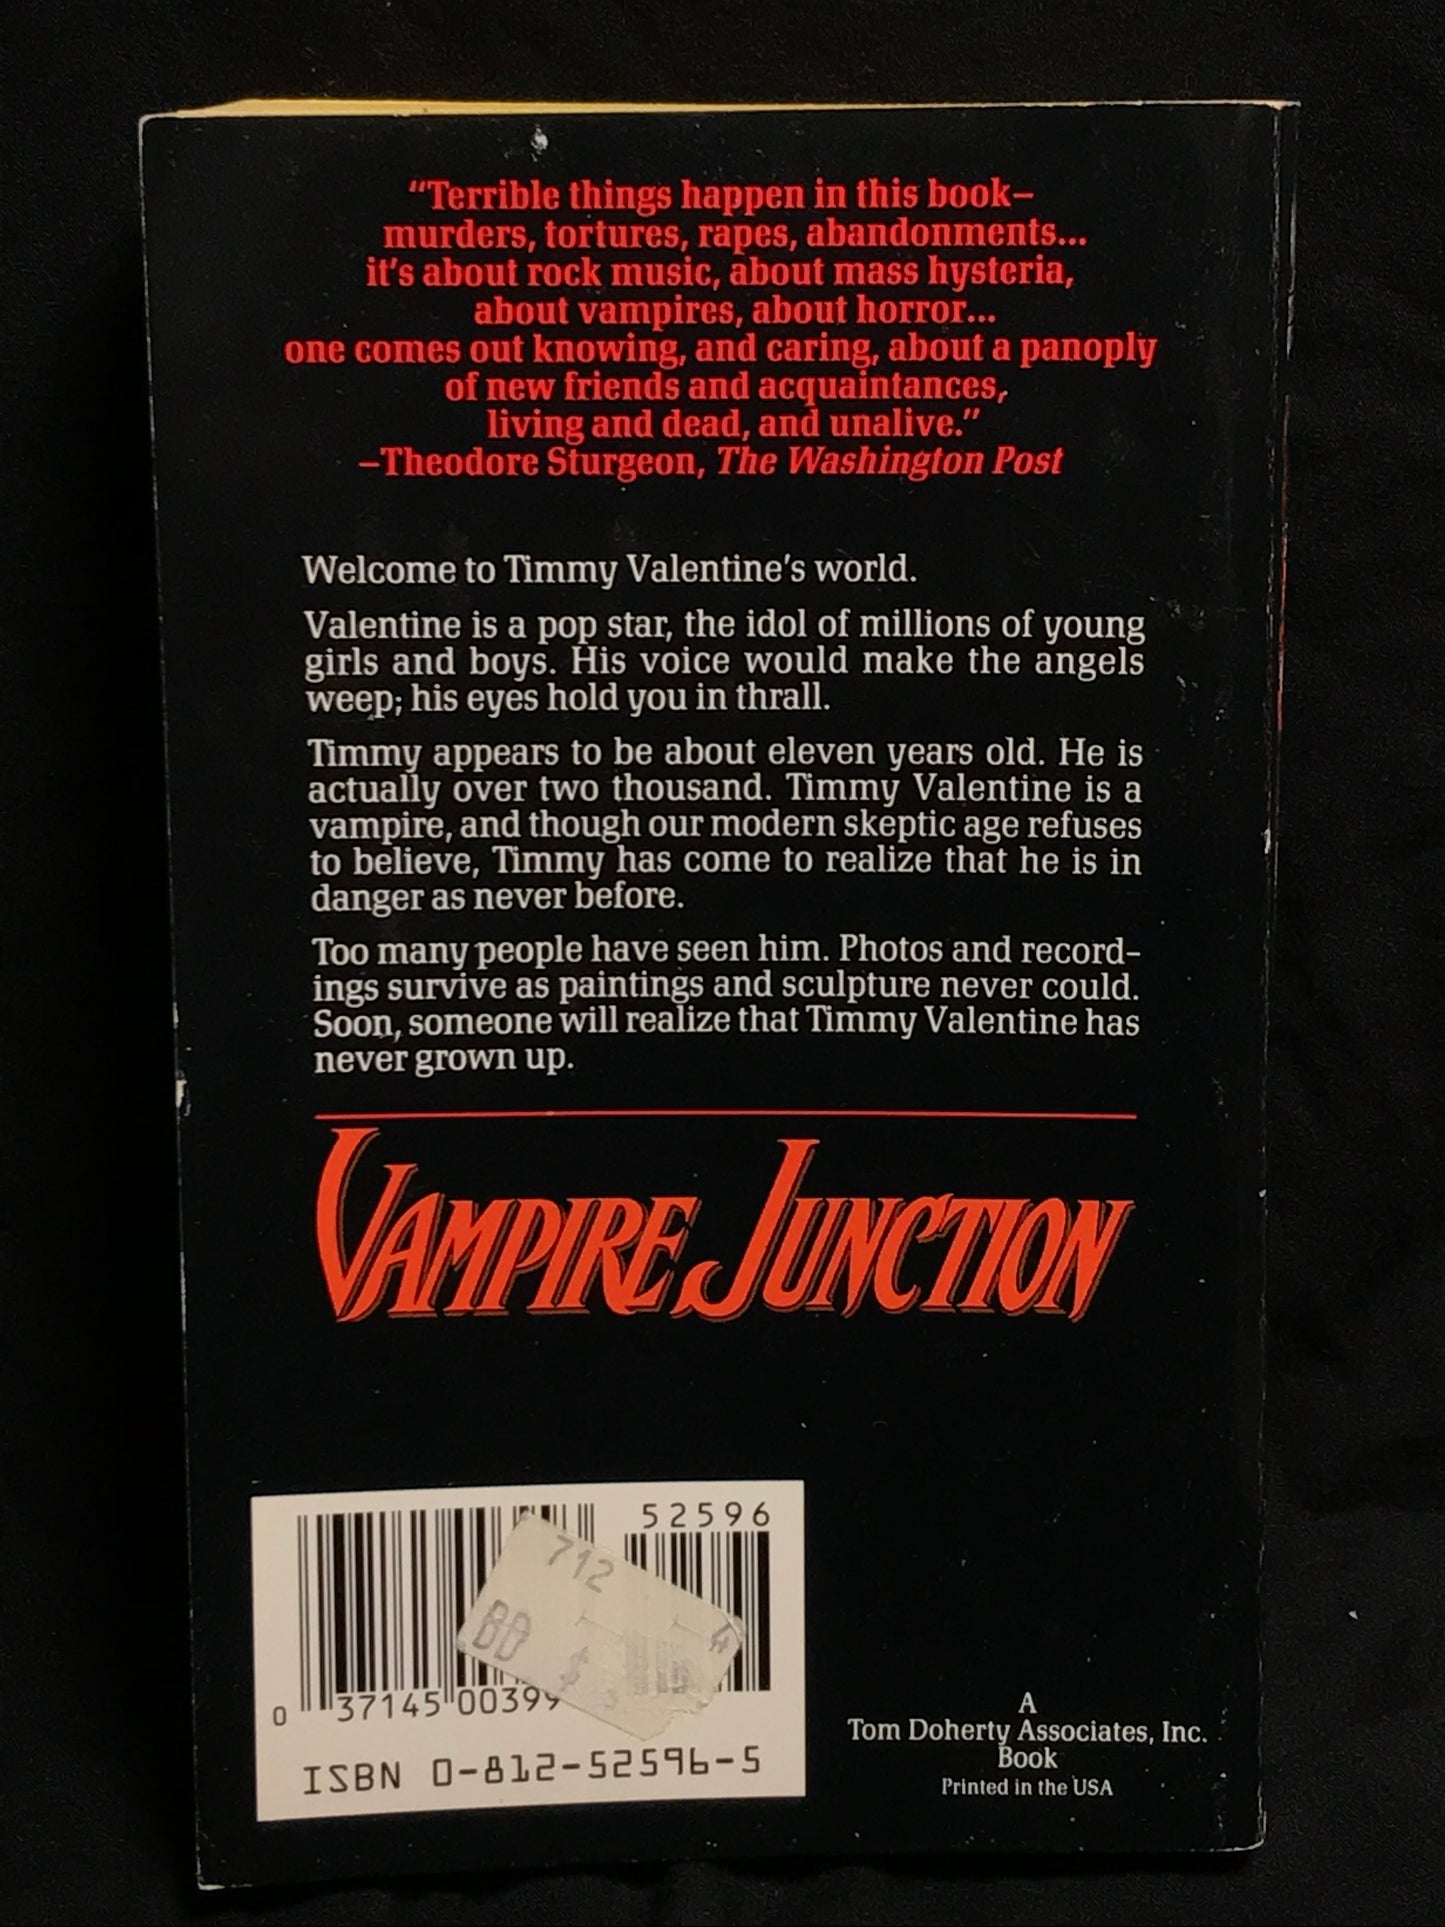 “Terrible things happen in this book–
murders, tortures, rapes, abandonments...
it's about rock music, about mass hysteria,
about vampires, about horror...
one comes out knowing, and caring, about a panoply
of new friends and acquaintances,
living and dead, and unalive.”
–Theodore Sturgeon, The Washington Post
Welcome to Timmy Valentine's world.
Valentine is a pop star, the idol of millions of young
girls and boys. His voice would make the angels
weep; his eyes hold you in thrall.
Timmy appears to be about eleven years old. He is
actually over two thousand. Timmy Valentine is a
vampire, and though our modern skeptic age refuses
to believe, Timmy has come to realize that he is in
danger as never before.
Too many people have seen him. Photos and record-
ings survive as paintings and sculpture never could.
Soon, someone will realize that Timmy Valentine has
never grown up.
VAMPIRE JUNCTION
52596
712
BB
$
4
0 37145 00399
ISBN 0-812-52596-5
A
Tom Doherty Associates, Inc.
Book
Printed in the USA